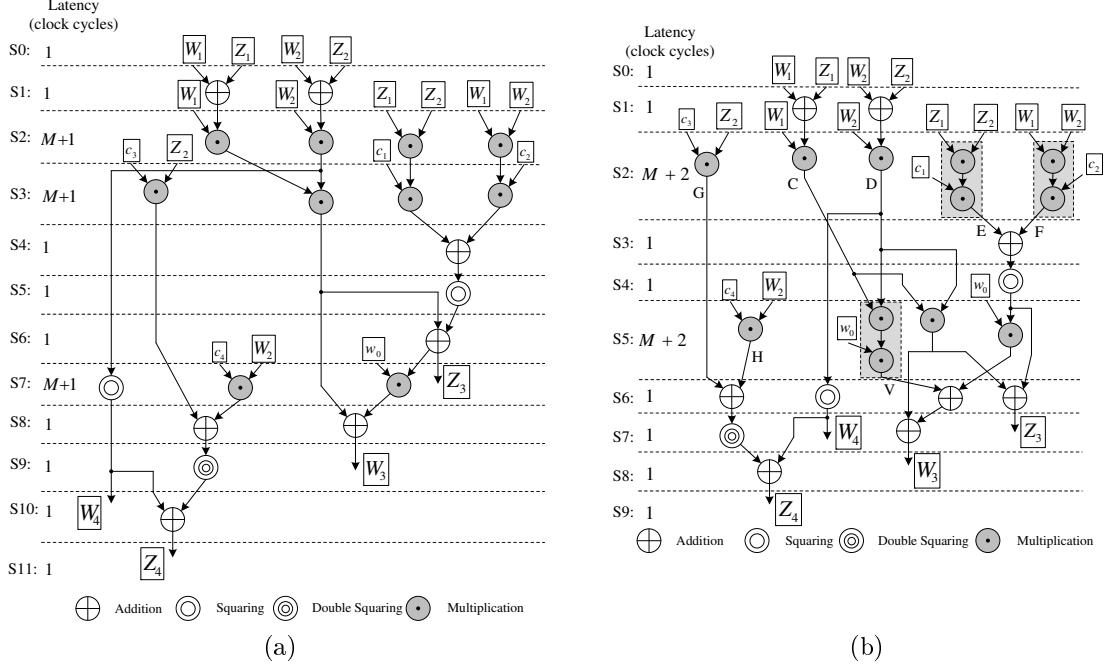 Latency
(clock cycles)
S0: 1
W₁ Z₁ W₂ Z₂
S1: 1
W₁ W₂ Z₁ Z₂ W₁ W₂
S2: M+1
c₃ Z₂ c₁ c₂
S3: M+1
S4: 1
S5: 1
S6: 1
c₄ W₂ w₀
S7: M+1
Z₃
S8: 1
S9: 1
W₃
S10: 1
W₄
Z₄
S11: 1
Addition Squaring Double Squaring Multiplication
(a)
Latency
(clock cycles)
S0: 1
W₁ Z₁ W₂ Z₂
S1: 1
c₃ Z₂ W₁ W₂ Z₁ Z₂ W₁ W₂
S2: M + 2
c₁ c₂
G C D
E F
S3: 1
S4: 1
c₄ W₂ w₀
S5: M + 2
w₀
H
V
S6: 1
W₄ Z₃
S7: 1
W₃
S8: 1
Z₄
S9: 1
Addition Squaring Double Squaring Multiplication
(b)